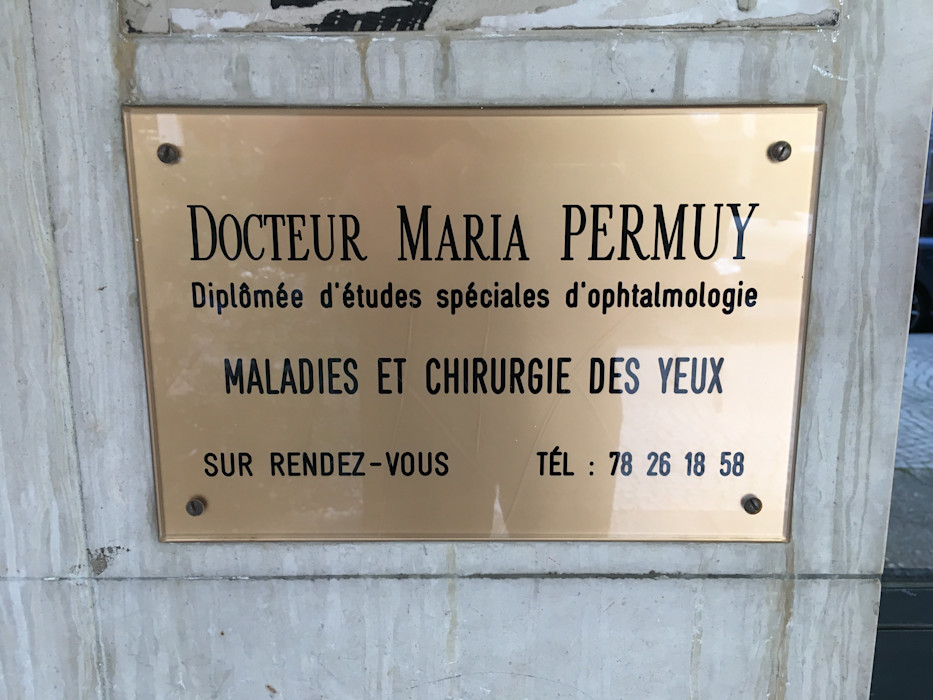 DOCTEUR MARIA PERMUY
Diplômée d'études spéciales d'ophtalmologie
MALADIES ET CHIRURGIE DES YEUX
SUR RENDEZ-VOUS TÉL : 78 26 18 58